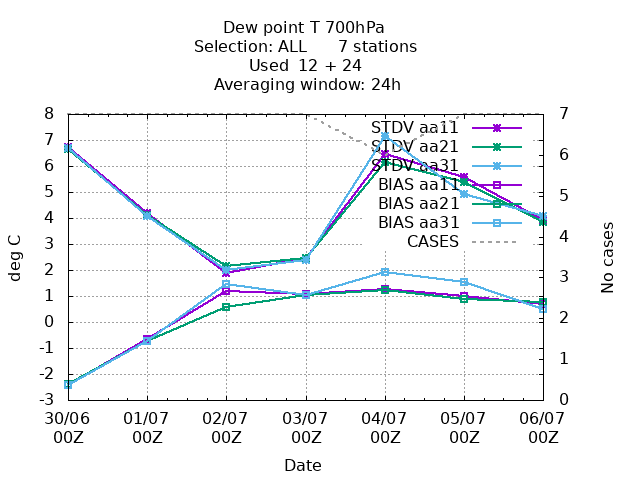 Dew point T 700hPa
Selection: ALL      7 stations
Used  12 + 24
Averaging window: 24h
8
7
6
5
4
3
2
1
0
-1
-2
-3
deg C
7
6
5
4
3
2
1
0
No cases
STDV aa11
STDV aa21
STDV aa31
BIAS aa11
BIAS aa21
BIAS aa31
CASES
30/06 01/07 02/07 03/07 04/07 05/07 06/07
00Z 00Z 00Z 00Z 00Z 00Z 00Z
Date